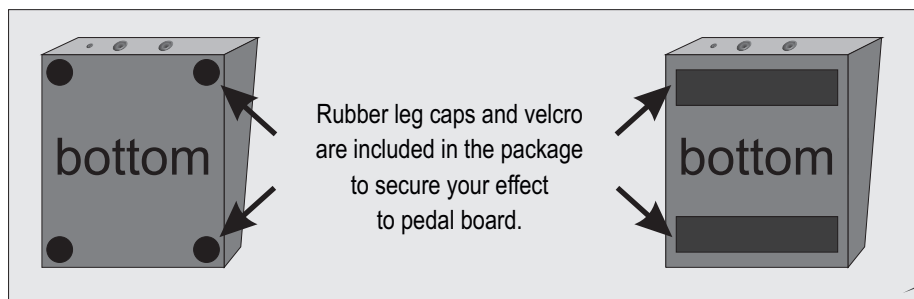 bottom
Rubber leg caps and velcro
are included in the package
to secure your effect
to pedal board.
bottom